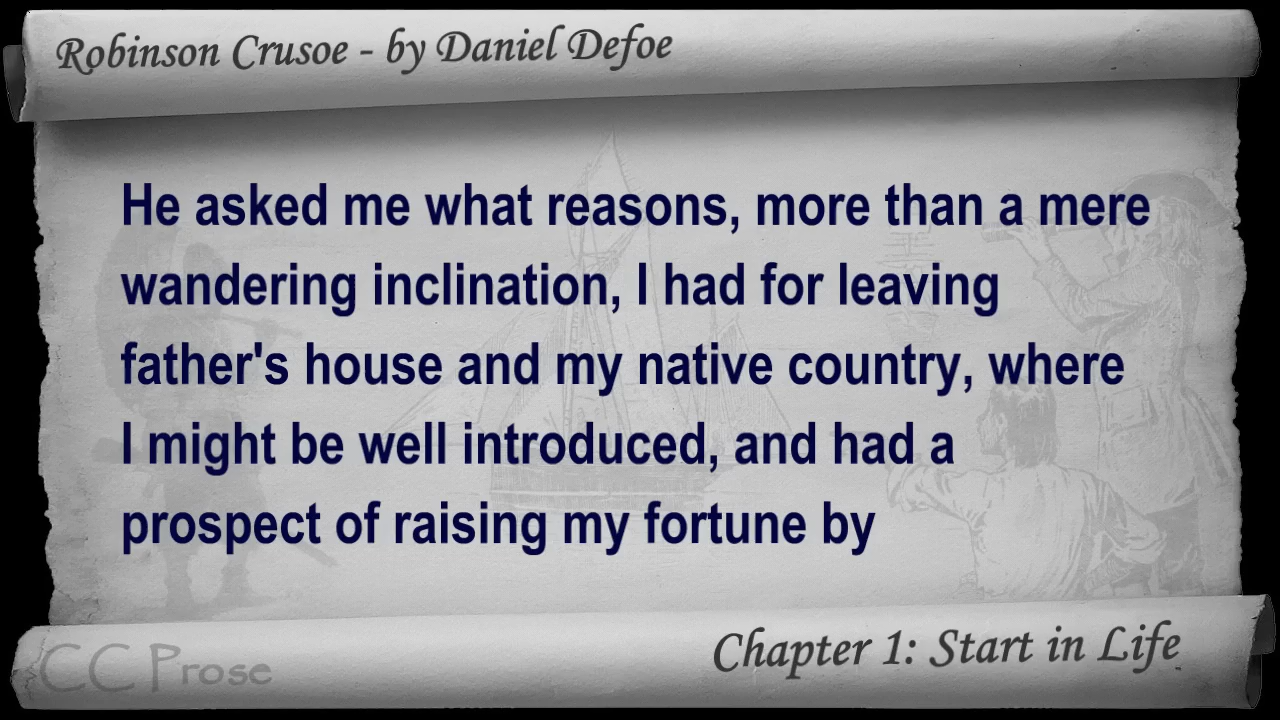 Robinson Crusoe - by Daniel Defoe
He asked me what reasons, more than a mere
wandering inclination, I had for leaving
father's house and my native country, where
I might be well introduced, and had a
prospect of raising my fortune by
Chapter 1: Start in Life
CC Prose